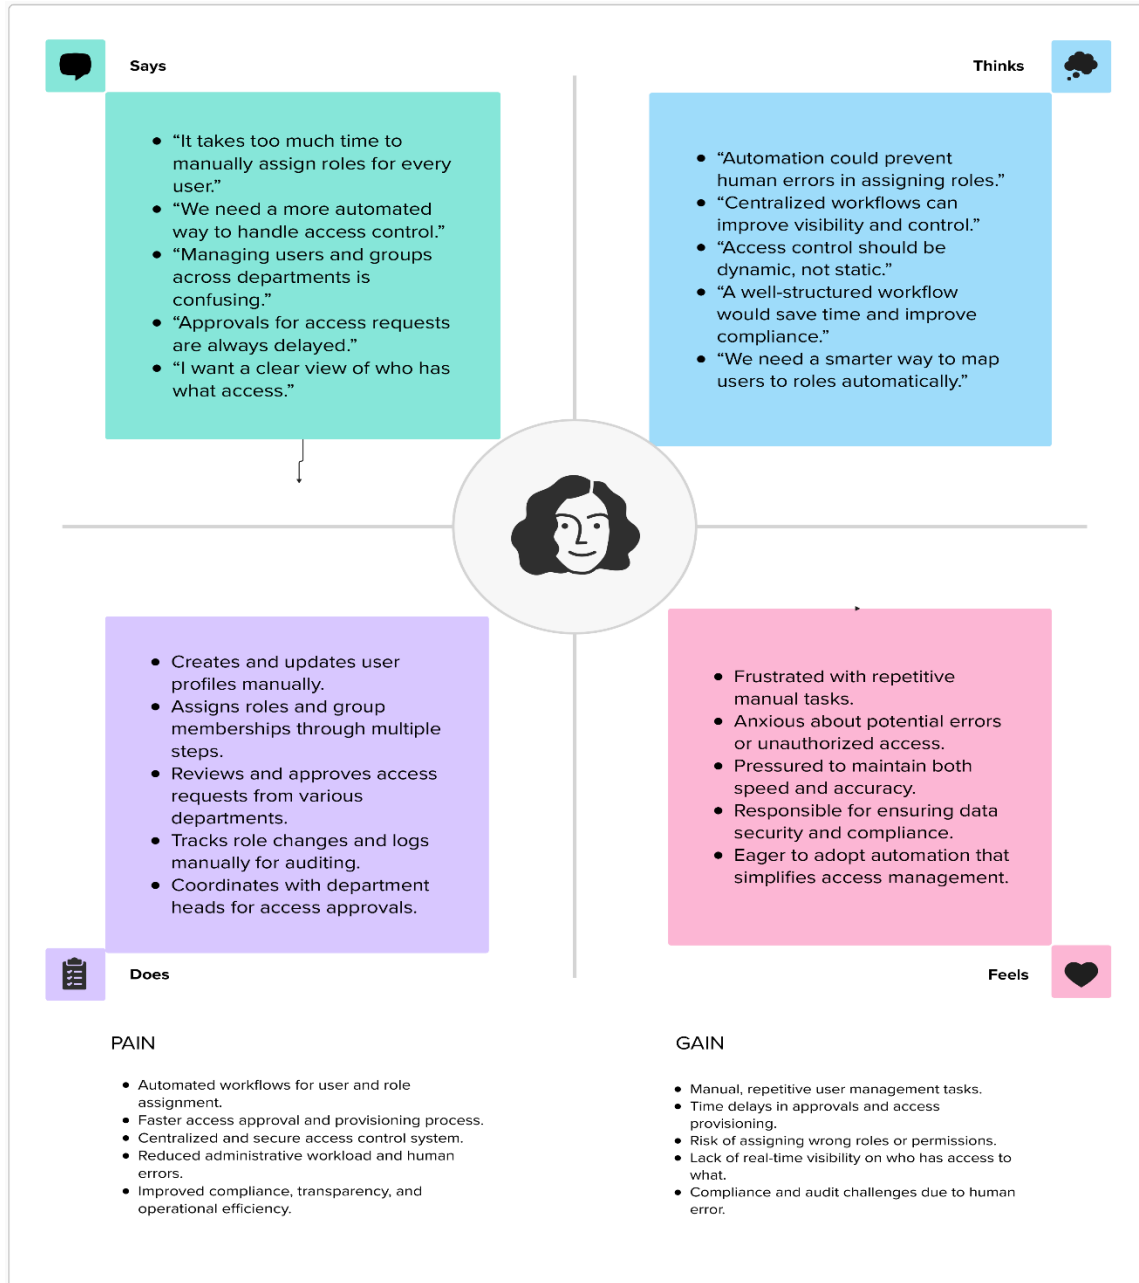 Says
• “It takes too much time to
manually assign roles for every
user.”
• “We need a more automated
way to handle access control.”
• “Managing users and groups
across departments is
confusing.”
• “Approvals for access requests
are always delayed.”
• “I want a clear view of who has
what access.”
Thinks
• “Automation could prevent
human errors in assigning roles.”
• “Centralized workflows can
improve visibility and control.”
• “Access control should be
dynamic, not static.”
• “A well-structured workflow
would save time and improve
compliance.”
• “We need a smarter way to map
users to roles automatically.”
• Creates and updates user
profiles manually.
• Assigns roles and group
memberships through multiple
steps.
• Reviews and approves access
requests from various
departments.
• Tracks role changes and logs
manually for auditing.
• Coordinates with department
heads for access approvals.
Does
• Frustrated with repetitive
manual tasks.
• Anxious about potential errors
or unauthorized access.
• Pressured to maintain both
speed and accuracy.
• Responsible for ensuring data
security and compliance.
• Eager to adopt automation that
simplifies access management.
Feels
PAIN
• Automated workflows for user and role
assignment.
• Faster access approval and provisioning process.
• Centralized and secure access control system.
• Reduced administrative workload and human
errors.
• Improved compliance, transparency, and
operational efficiency.
GAIN
• Manual, repetitive user management tasks.
• Time delays in approvals and access
provisioning.
• Risk of assigning wrong roles or permissions.
• Lack of real-time visibility on who has access to
what.
• Compliance and audit challenges due to human
error.